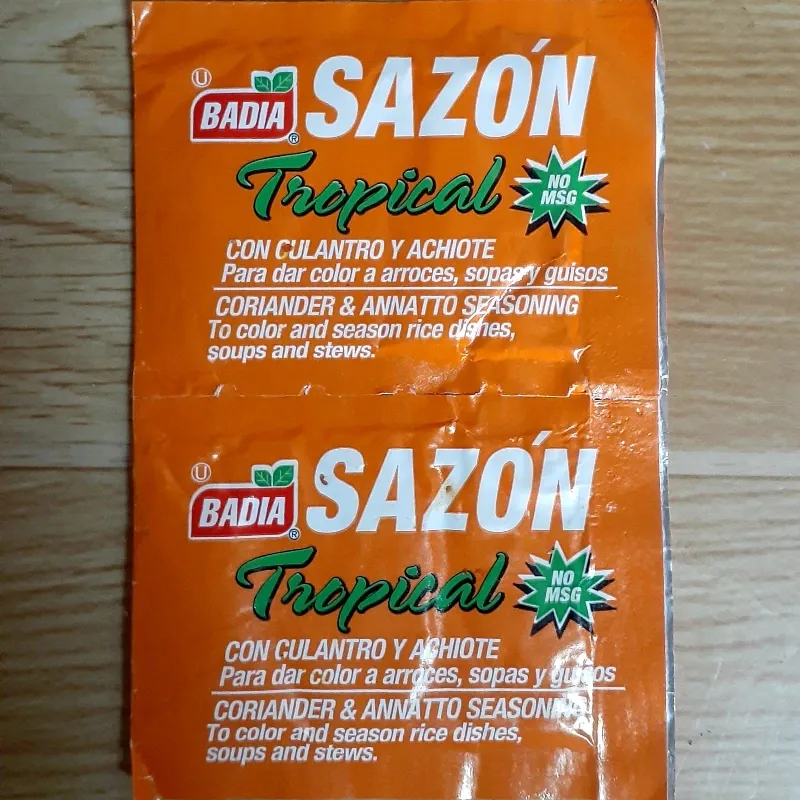 U
BADIA® SAZÓN
Tropical
NO
MSG
CON CULANTRO Y ACHIOTE
Para dar color a arroces, sopas y guisos
CORIANDER & ANNATTO SEASONING
To color and season rice dishes,
soups and stews.
U
BADIA® SAZÓN
Tropical
NO
MSG
CON CULANTRO Y ACHIOTE
Para dar color a arroces, sopas y guisos
CORIANDER & ANNATTO SEASONING
To color and season rice dishes,
soups and stews.